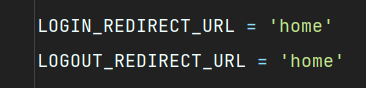 LOGIN_REDIRECT_URL = 'home'
LOGOUT_REDIRECT_URL = 'home'